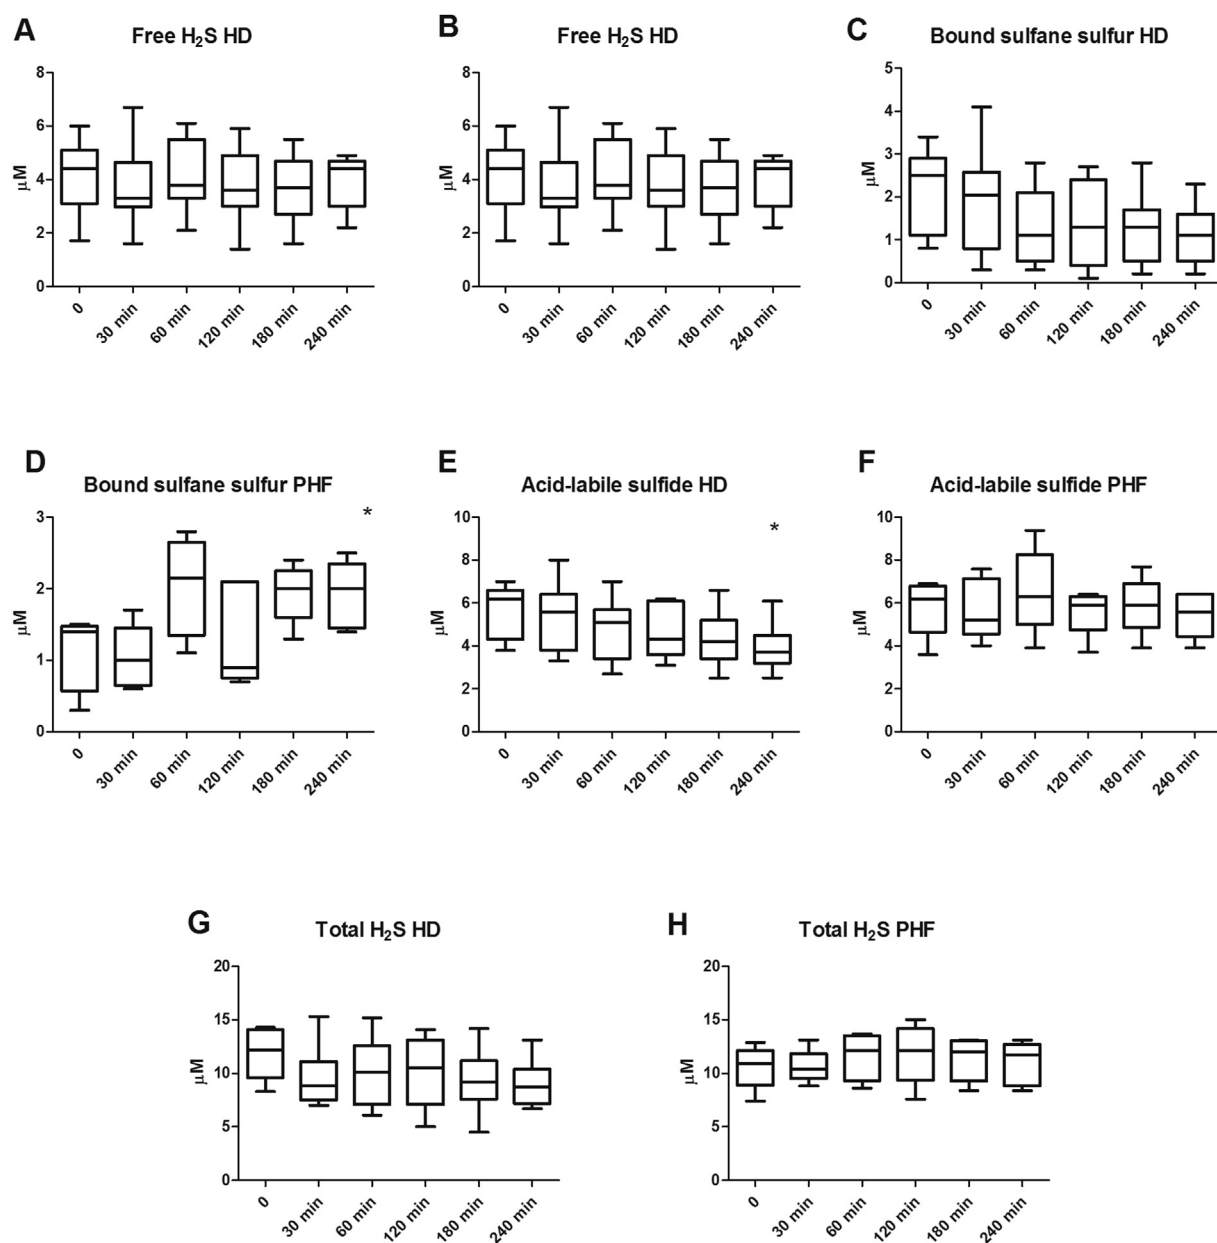 A
Free H₂S HD
μM
8
6
4
2
0
0
30 min
60 min
120 min
180 min
240 min
B
Free H₂S HD
μM
8
6
4
2
0
0
30 min
60 min
120 min
180 min
240 min
C
Bound sulfane sulfur HD
μM
5
4
3
2
1
0
0
30 min
60 min
120 min
180 min
240 min
D
Bound sulfane sulfur PHF
μM
3
2
1
0
*
0
30 min
60 min
120 min
180 min
240 min
E
Acid-labile sulfide HD
μM
10
8
6
4
2
0
*
0
30 min
60 min
120 min
180 min
240 min
F
Acid-labile sulfide PHF
μM
10
8
6
4
2
0
0
30 min
60 min
120 min
180 min
240 min
G
Total H₂S HD
μM
20
15
10
5
0
0
30 min
60 min
120 min
180 min
240 min
H
Total H₂S PHF
μM
20
15
10
5
0
0
30 min
60 min
120 min
180 min
240 min